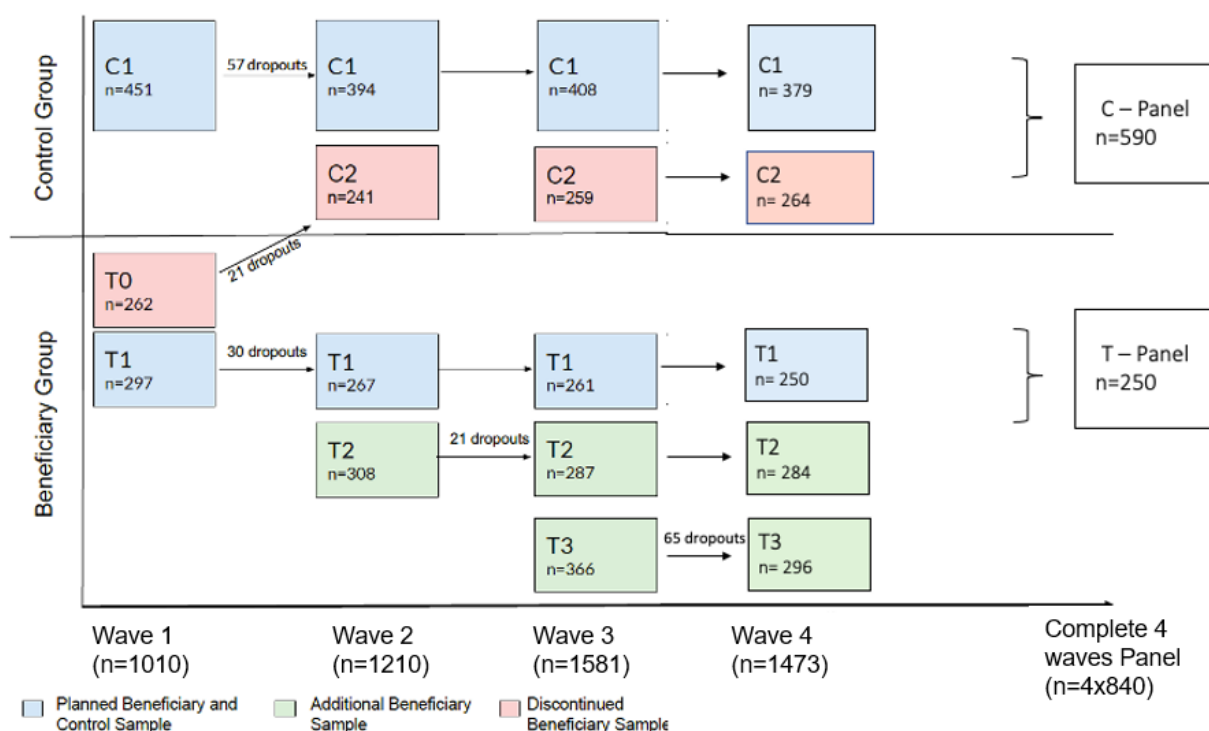 Control Group
C1
n=451
57 dropouts
C1
n=394
C1
n=408
C1
n= 379
C – Panel
n=590
C2
n=241
C2
n=259
C2
n= 264
21 dropouts
Beneficiary Group
T0
n=262
T1
n=297
30 dropouts
T1
n=267
T1
n=261
T1
n= 250
T – Panel
n=250
T2
n=308
21 dropouts
T2
n=287
T2
n= 284
T3
n=366
65 dropouts
T3
n= 296
Wave 1
(n=1010)
Wave 2
(n=1210)
Wave 3
(n=1581)
Wave 4
(n=1473)
Complete 4
waves Panel
(n=4x840)
Planned Beneficiary and
Control Sample
Additional Beneficiary
Sample
Discontinued
Beneficiary Sample